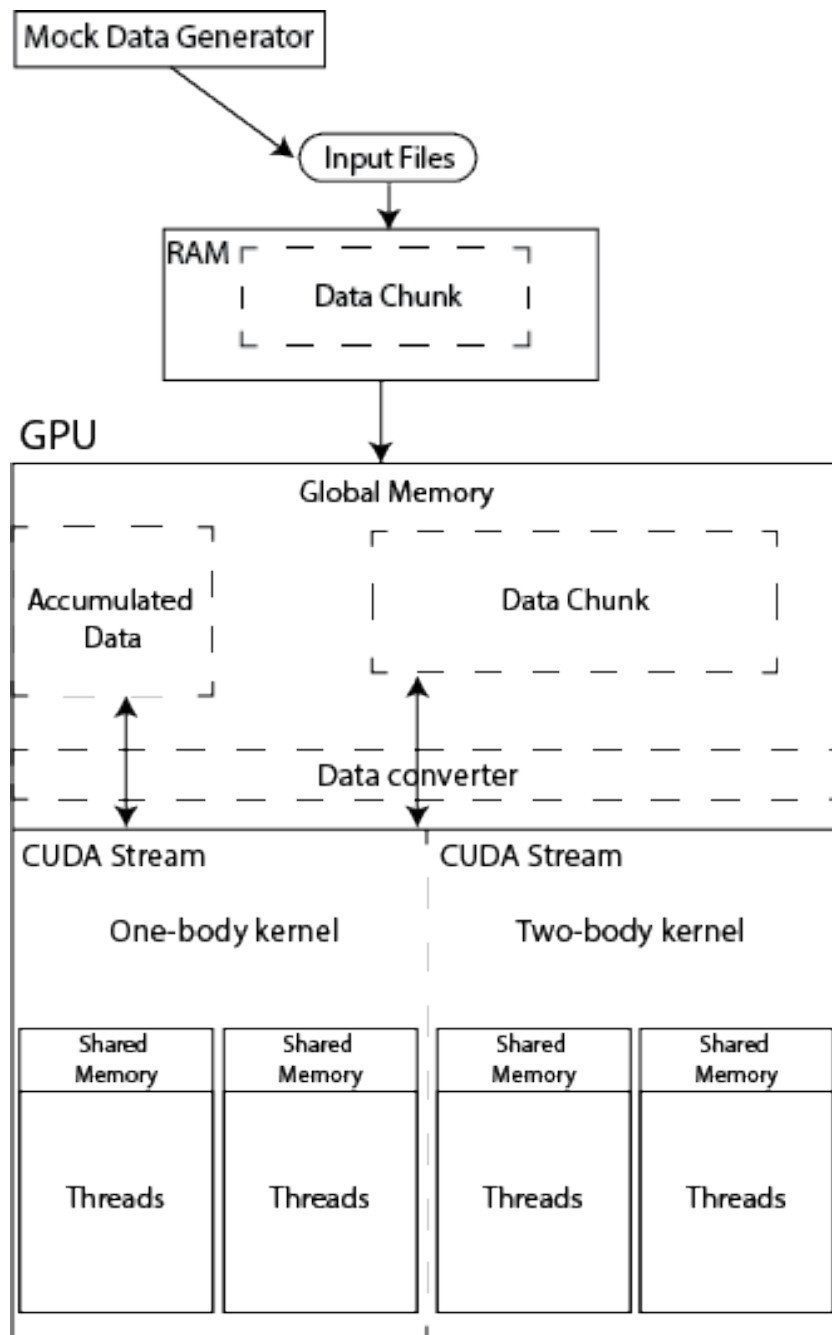 Mock Data Generator
Input Files
RAM
Data Chunk
GPU
Global Memory
Accumulated
Data
Data Chunk
Data converter
CUDA Stream
CUDA Stream
One-body kernel
Two-body kernel
Shared
Memory
Shared
Memory
Shared
Memory
Shared
Memory
Threads
Threads
Threads
Threads